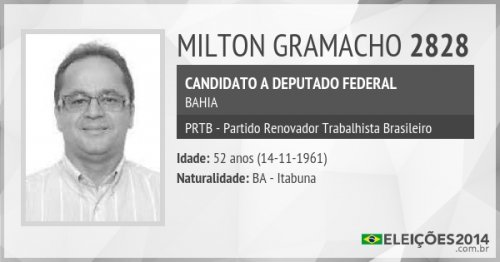 MILTON GRAMACHO 2828
CANDIDATO A DEPUTADO FEDERAL
BAHIA
PRTB - Partido Renovador Trabalhista Brasileiro
Idade: 52 anos (14-11-1961)
Naturalidade: BA - Itabuna
ELEIÇÕES2014
.com.br